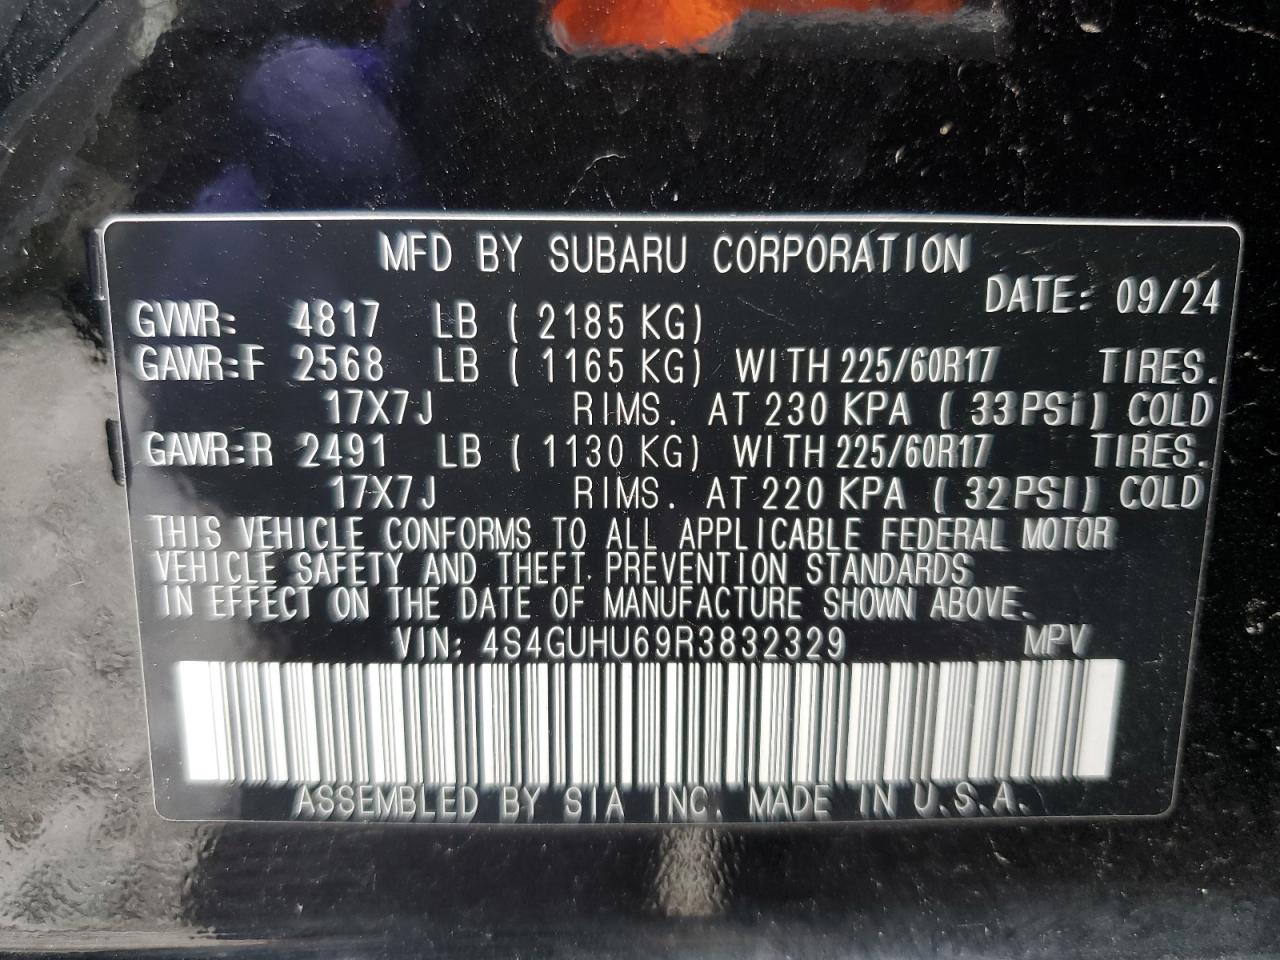 MFD BY SUBARU CORPORATION
DATE: 09/24
GVWR: 4817 LB ( 2185 KG)
GAWR:F 2568 LB ( 1165 KG) WITH 225/60R17 TIRES.
17X7J RIMS. AT 230 KPA ( 33PSI) COLD
GAWR:R 2491 LB ( 1130 KG) WITH 225/60R17 TIRES.
17X7J RIMS. AT 220 KPA ( 32PSI) COLD
THIS VEHICLE CONFORMS TO ALL APPLICABLE FEDERAL MOTOR
VEHICLE SAFETY AND THEFT PREVENTION STANDARDS
IN EFFECT ON THE DATE OF MANUFACTURE SHOWN ABOVE.
VIN: 4S4GUHU69R3832329 MPV
ASSEMBLED BY SIA INC. MADE IN U.S.A.